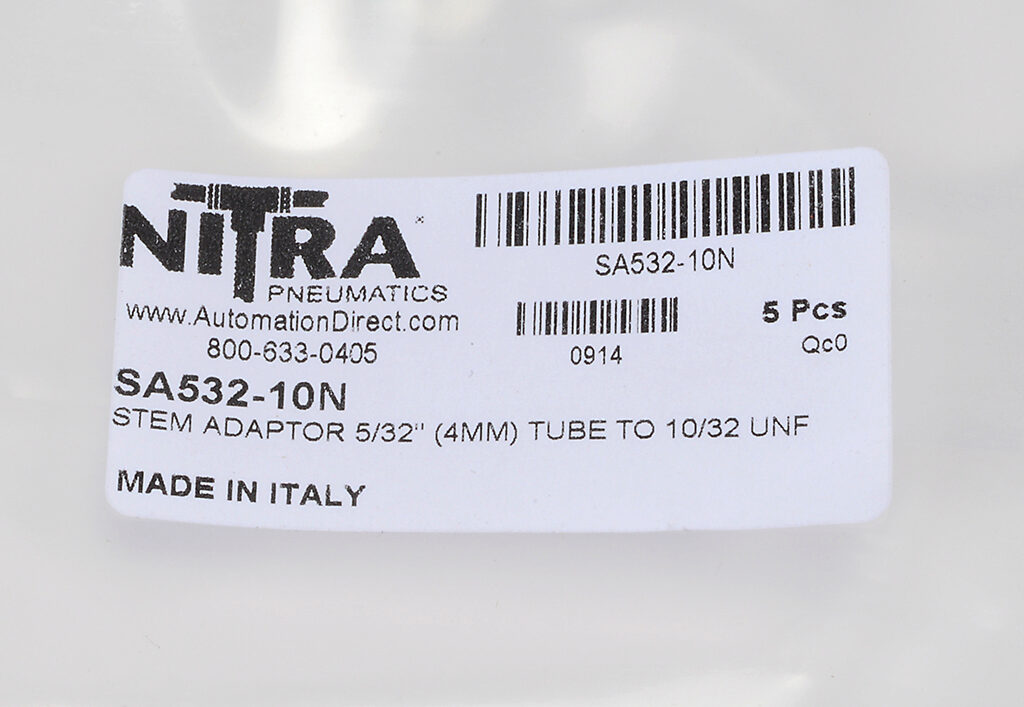 NITRA
PNEUMATICS
www.AutomationDirect.com
800-633-0405
SA532-10N
0914
5 Pcs
Qc0
SA532-10N
STEM ADAPTOR 5/32" (4MM) TUBE TO 10/32 UNF
MADE IN ITALY